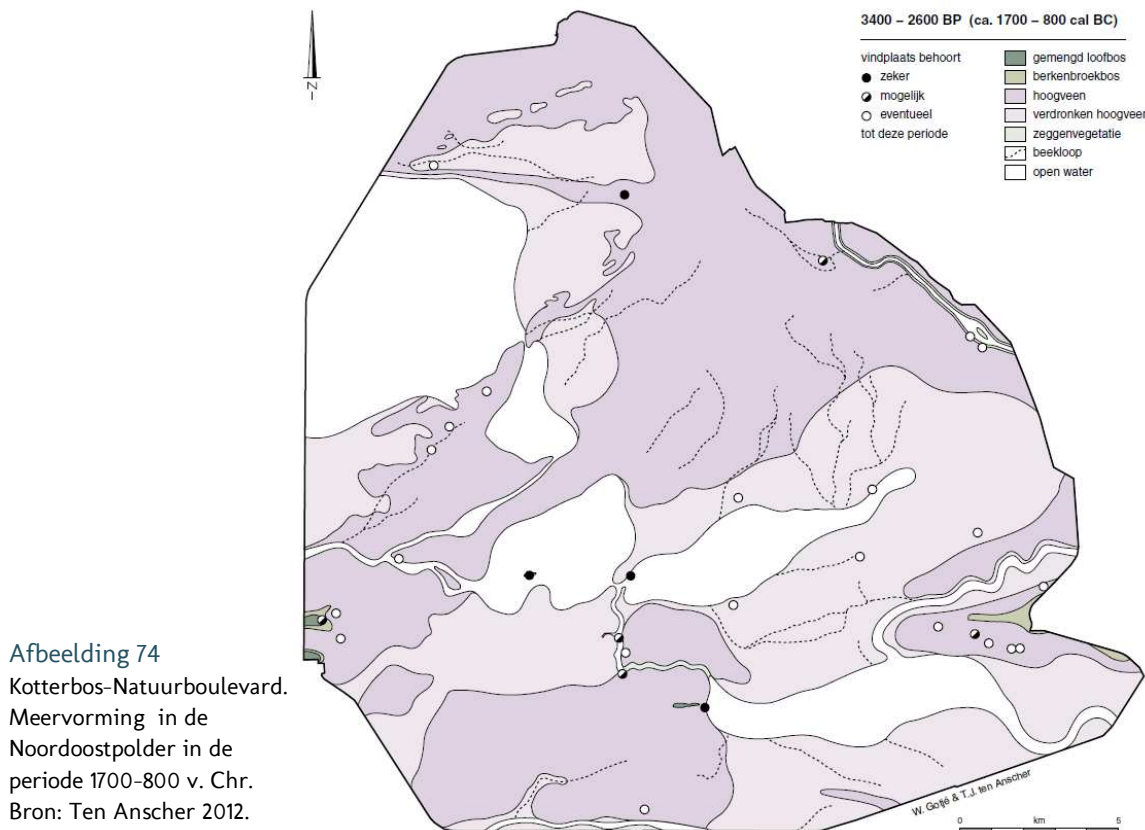 3400 – 2600 BP (ca. 1700 – 800 cal BC)
vindplaats behoort
zeker
mogelijk
eventueel
tot deze periode
gemengd loofbos
berkenbroekbos
hoogveen
verdronken hoogveen
zeggenvegetatie
beekloop
open water
N
Afbeelding 74
Kotterbos-Natuurboulevard.
Meervorming in de
Noordoostpolder in de
periode 1700-800 v. Chr.
Bron: Ten Anscher 2012.
W. Gotjé & T.J. ten Anscher
0 km 5